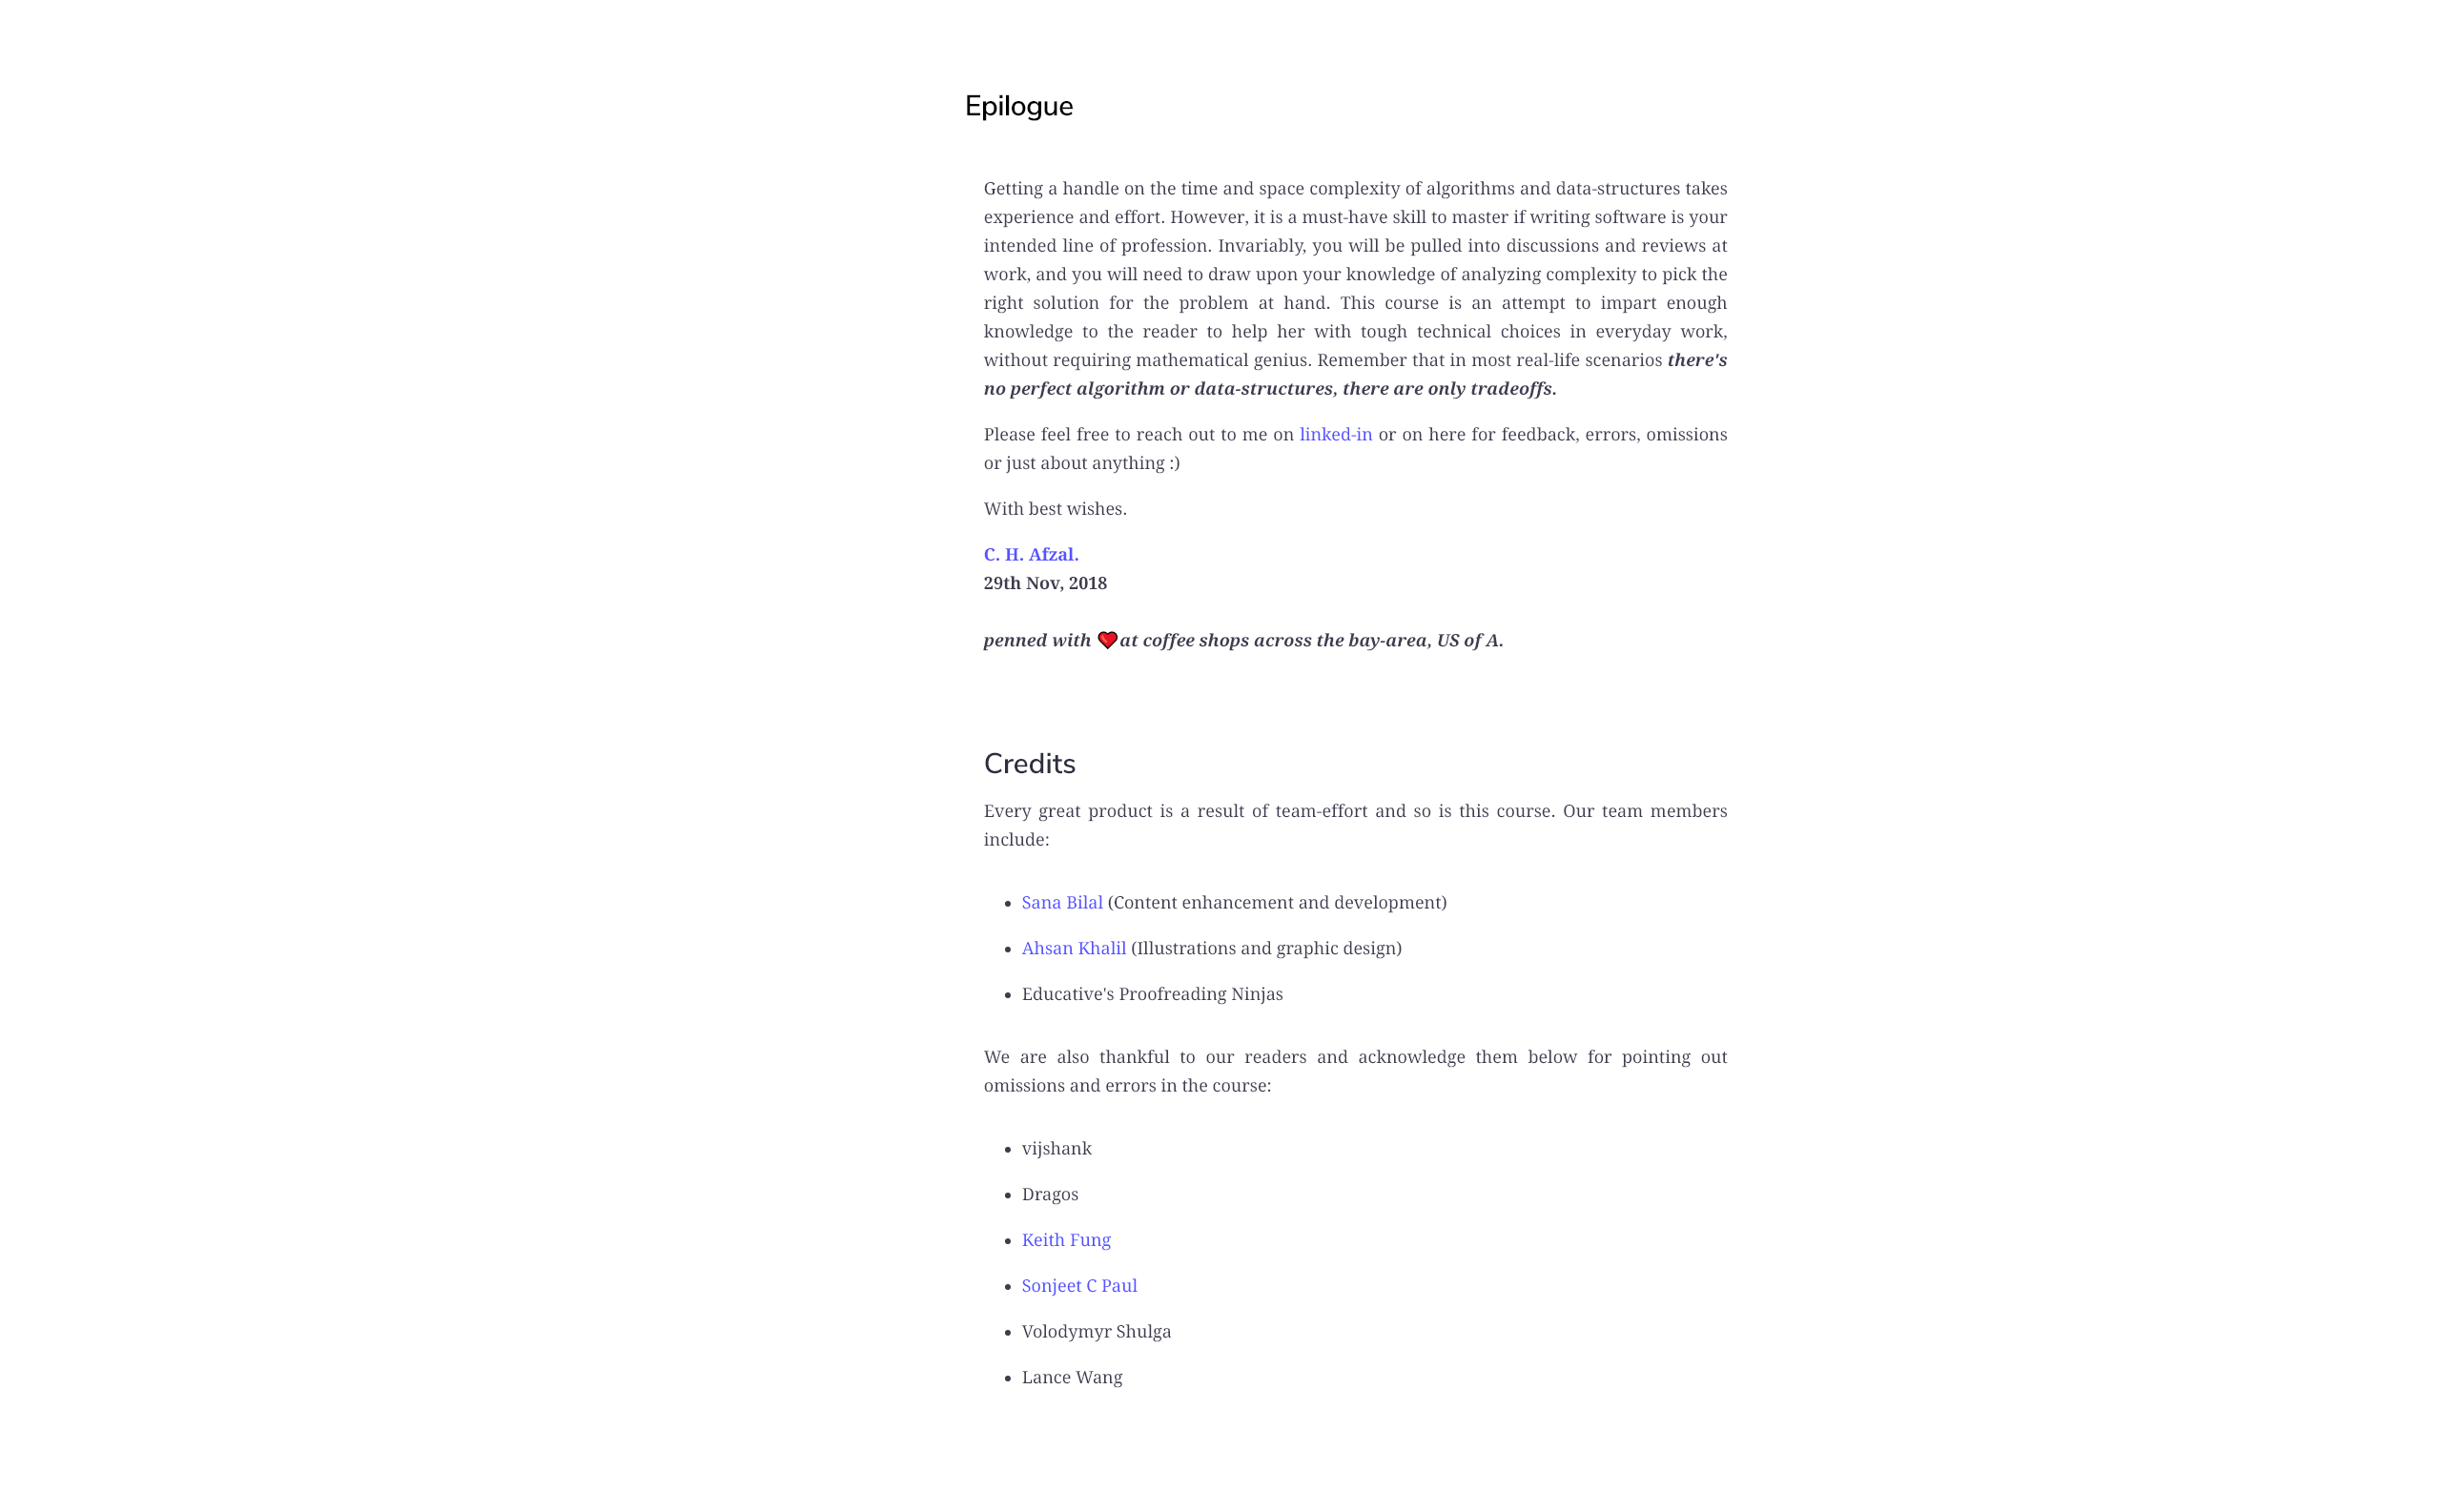 Epilogue
Getting a handle on the time and space complexity of algorithms and data-structures takes
experience and effort. However, it is a must-have skill to master if writing software is your
intended line of profession. Invariably, you will be pulled into discussions and reviews at
work, and you will need to draw upon your knowledge of analyzing complexity to pick the
right solution for the problem at hand. This course is an attempt to impart enough
knowledge to the reader to help her with tough technical choices in everyday work,
without requiring mathematical genius. Remember that in most real-life scenarios there's
no perfect algorithm or data-structures, there are only tradeoffs.
Please feel free to reach out to me on linked-in or on here for feedback, errors, omissions
or just about anything :)
With best wishes.
C. H. Afzal.
29th Nov, 2018
penned with ❤ at coffee shops across the bay-area, US of A.
Credits
Every great product is a result of team-effort and so is this course. Our team members
include:
• Sana Bilal (Content enhancement and development)
• Ahsan Khalil (Illustrations and graphic design)
• Educative's Proofreading Ninjas
We are also thankful to our readers and acknowledge them below for pointing out
omissions and errors in the course:
• vijshank
• Dragos
• Keith Fung
• Sonjeet C Paul
• Volodymyr Shulga
• Lance Wang